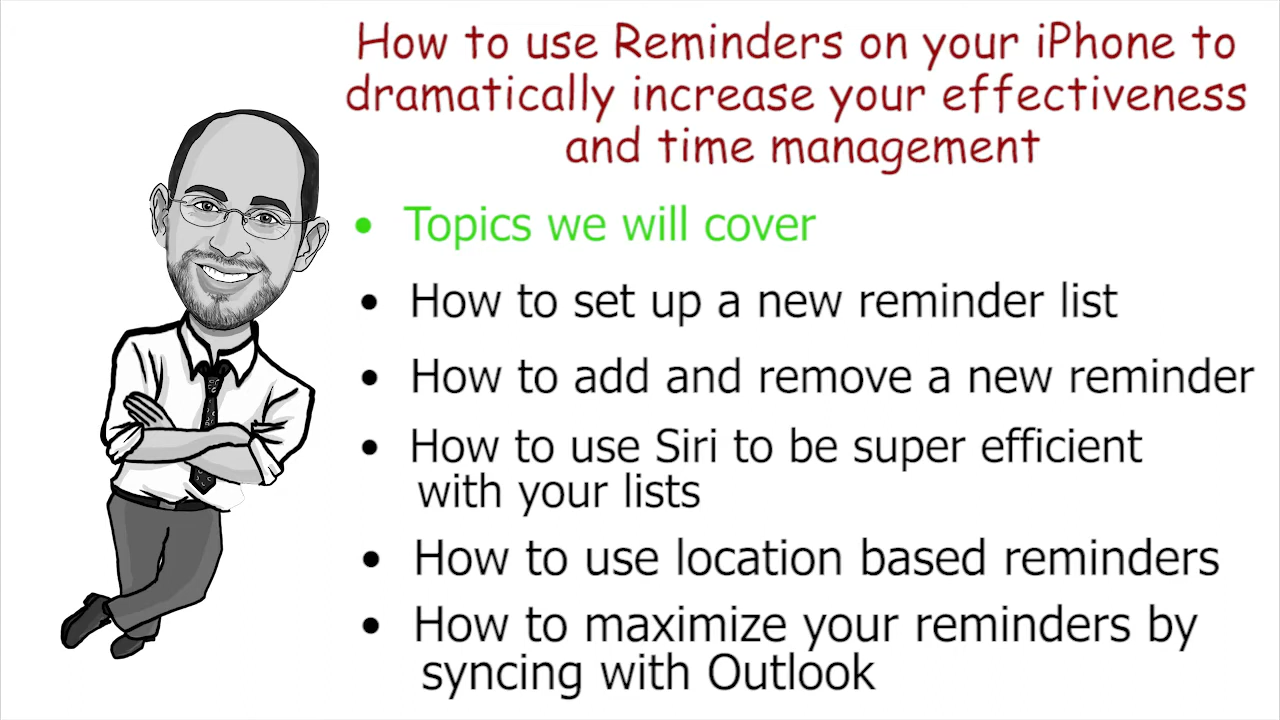 How to use Reminders on your iPhone to
dramatically increase your effectiveness
and time management
• Topics we will cover
• How to set up a new reminder list
• How to add and remove a new reminder
• How to use Siri to be super efficient
with your lists
• How to use location based reminders
• How to maximize your reminders by
syncing with Outlook